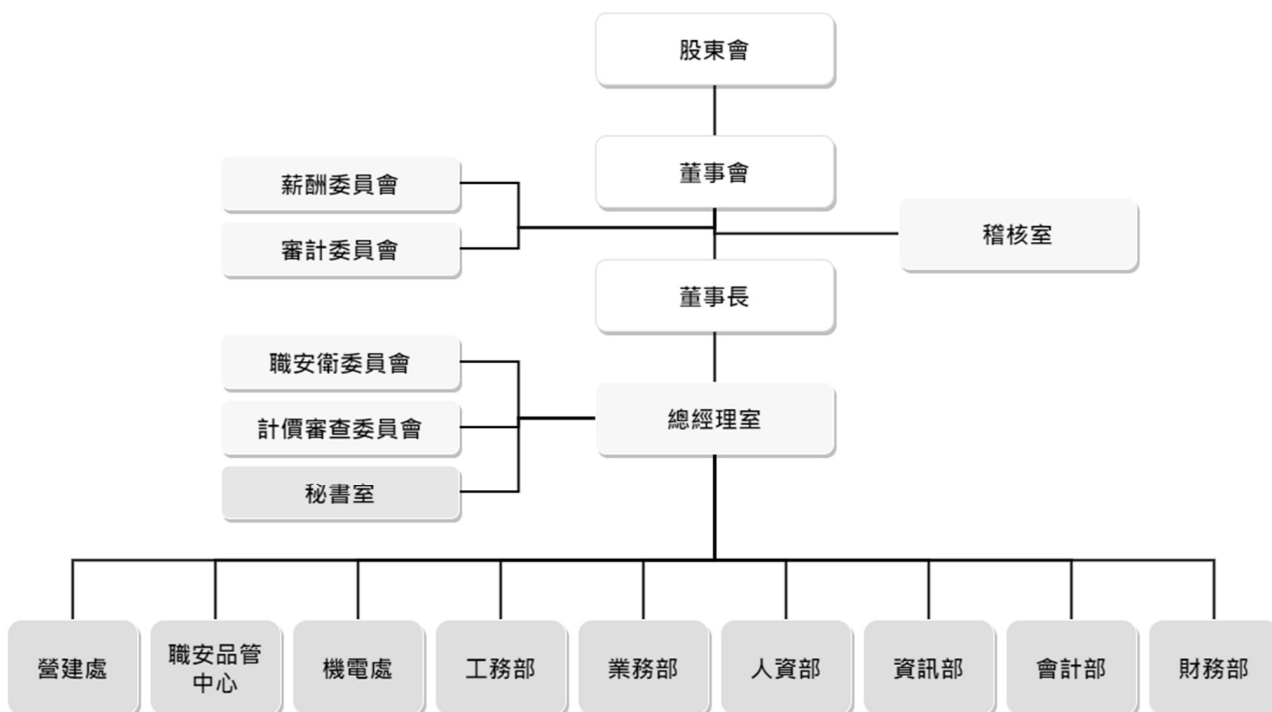 股東會
董事會
薪酬委員會
審計委員會
稽核室
董事長
職安衛委員會
計價審查委員會
秘書室
總經理室
營建處
職安品管
中心
機電處
工務部
業務部
人資部
資訊部
會計部
財務部